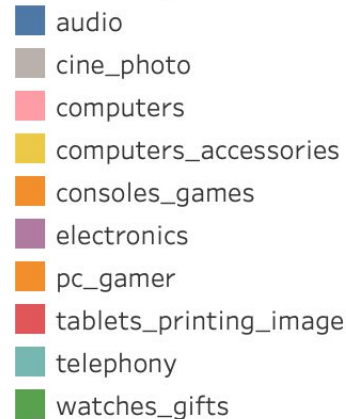 audio
cine_photo
computers
computers_accessories
consoles_games
electronics
pc_gamer
tablets_printing_image
telephony
watches_gifts